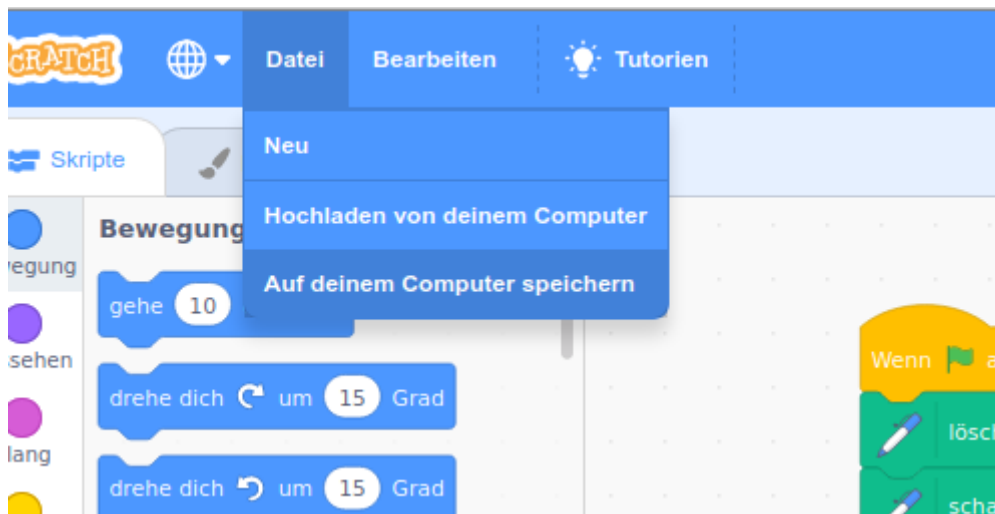 SCRATCH
Datei Bearbeiten Tutorien
Skripte
Neu
Hochladen von deinem Computer
Auf deinem Computer speichern
Bewegung
gehe 10
drehe dich um 15 Grad
drehe dich um 15 Grad
Wenn